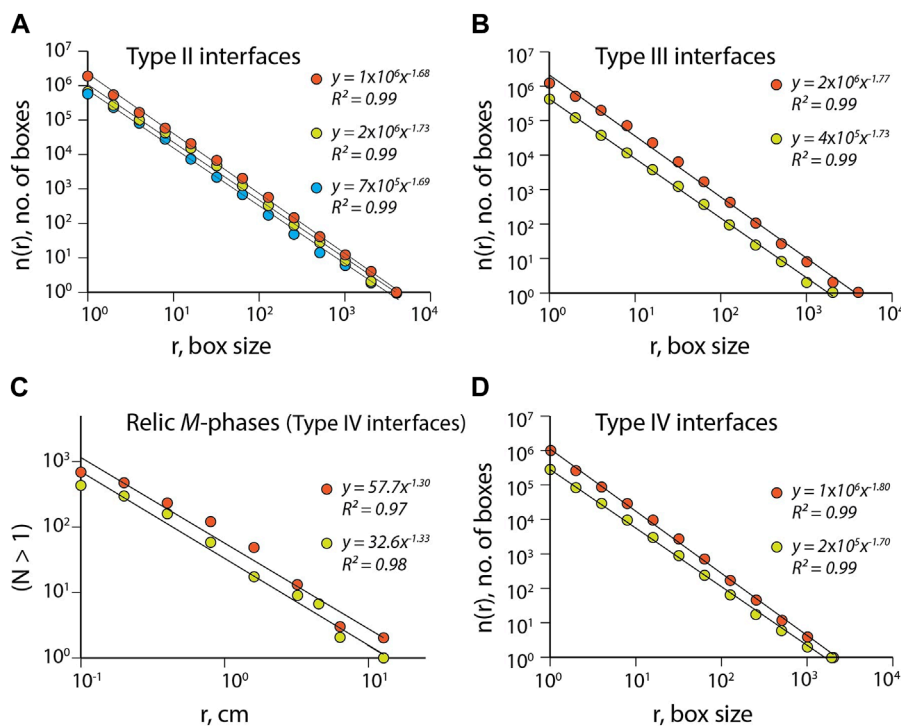 A
Type II interfaces
10⁷
10⁶
10⁵
10⁴
10³
10²
10¹
10⁰
n(r), no. of boxes
y = 1x10⁶x⁻¹·⁶⁸
R² = 0.99
y = 2x10⁶x⁻¹·⁷³
R² = 0.99
y = 7x10⁵x⁻¹·⁶⁹
R² = 0.99
10⁰ 10² 10³ 10⁴
r, box size
B
Type III interfaces
10⁷
10⁶
10⁵
10⁴
10³
10²
10¹
10⁰
n(r), no. of boxes
y = 2x10⁶x⁻¹·⁷⁷
R² = 0.99
y = 4x10⁵x⁻¹·⁷³
R² = 0.99
10⁰ 10² 10³ 10⁴
r, box size
C
Relic M-phases (Type IV interfaces)
10³
10²
10¹
10⁰
(N > 1)
y = 57.7x⁻¹·³⁰
R² = 0.97
y = 32.6x⁻¹·³³
R² = 0.98
10⁻¹ 10⁰ 10¹
r, cm
D
Type IV interfaces
10⁷
10⁶
10⁵
10⁴
10³
10²
10¹
10⁰
n(r), no. of boxes
y = 1x10⁶x⁻¹·⁸⁰
R² = 0.99
y = 2x10⁵x⁻¹·⁷⁰
R² = 0.99
10⁰ 10² 10³ 10⁴
r, box size